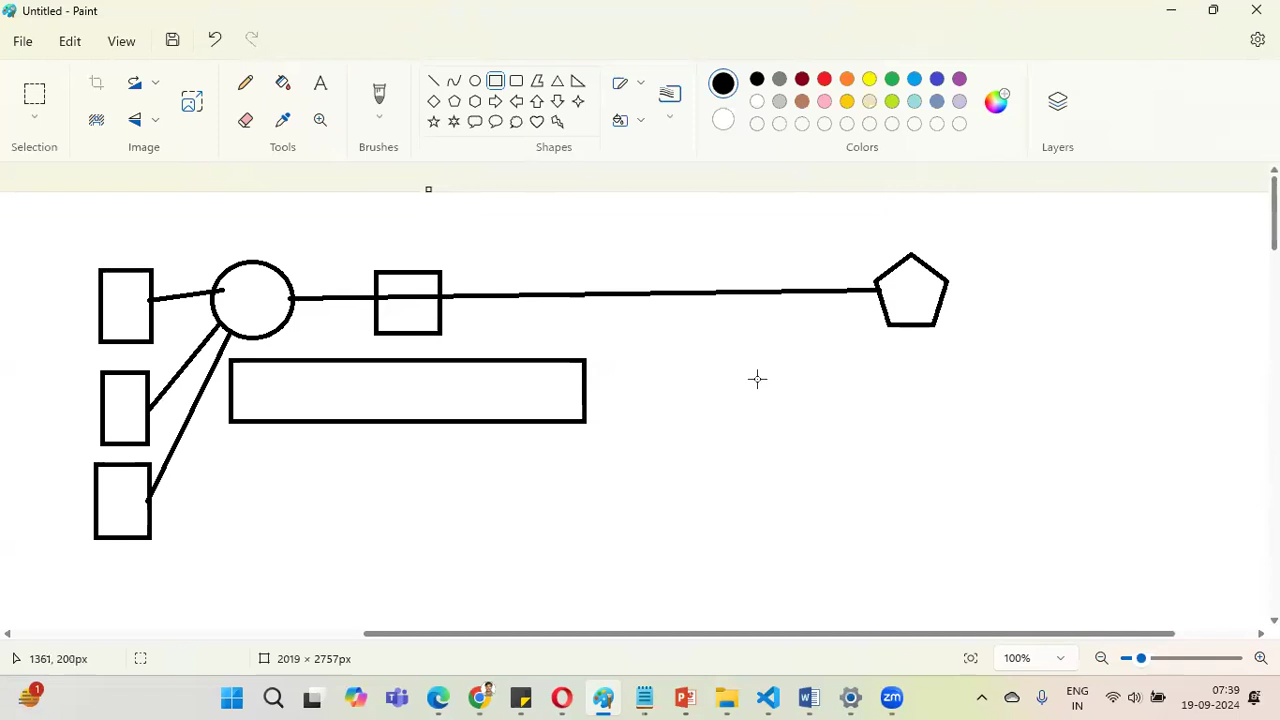 Untitled - Paint
File Edit View
Selection Image Tools Brushes Shapes Colors Layers
1361, 200px 2019 × 2757px 100%
1 ENG 07:39
IN 19-09-2024